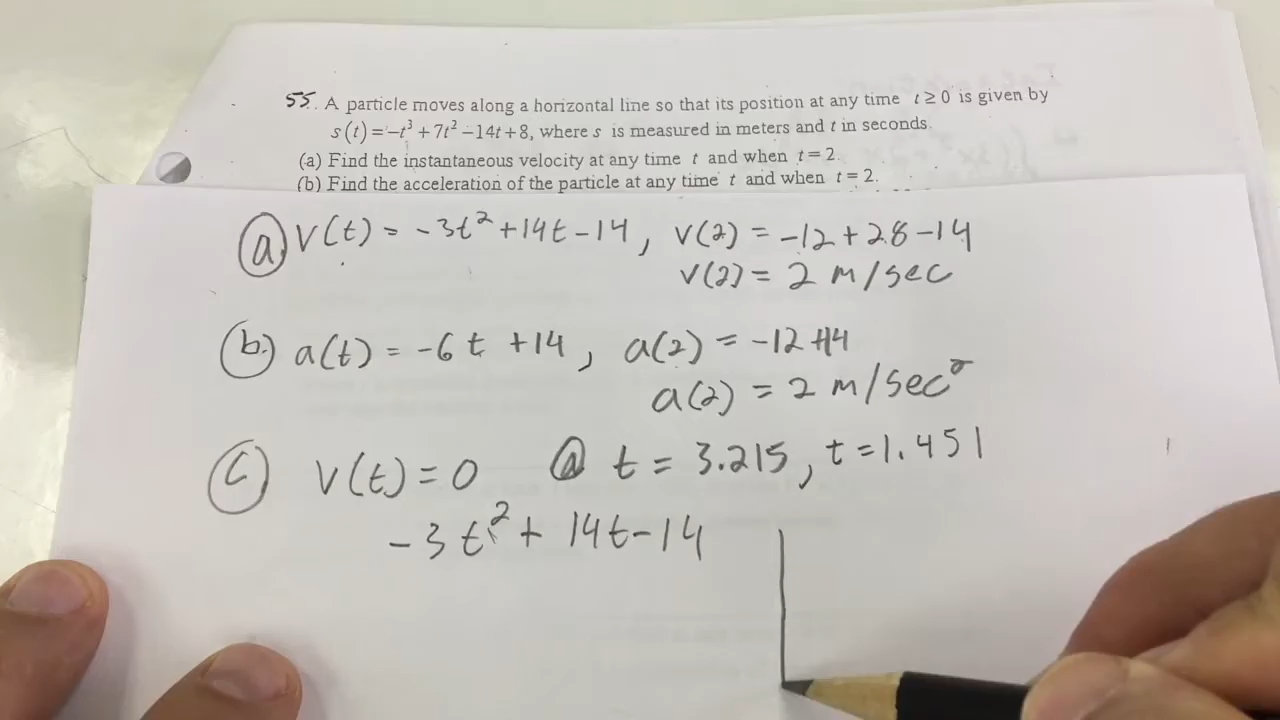 55. A particle moves along a horizontal line so that its position at any time t ≥ 0 is given by
s(t) = -t³ + 7t² - 14t + 8, where s is measured in meters and t in seconds.
(a) Find the instantaneous velocity at any time t and when t = 2.
(b) Find the acceleration of the particle at any time t and when t = 2.
(a) V(t) = -3t² + 14t - 14, V(2) = -12 + 28 - 14
V(2) = 2 m/sec
(b.) a(t) = -6t + 14, a(2) = -12 + 14
a(2) = 2 m/sec²
(c) V(t) = 0 @ t = 3.215, t = 1.451
-3t² + 14t - 14